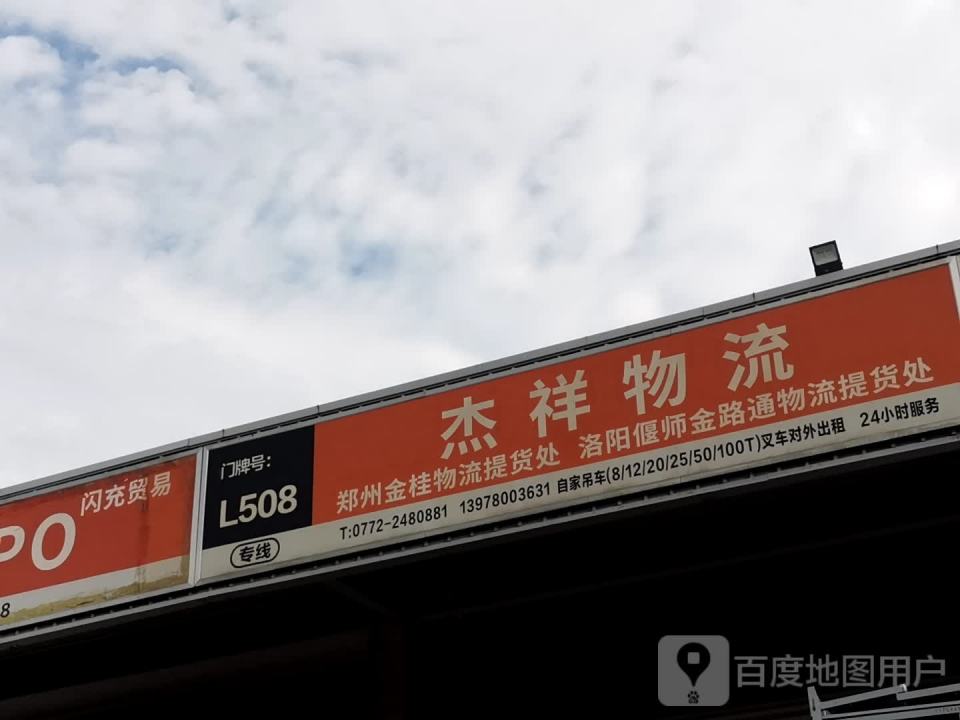 杰祥物流
郑州金桂物流提货处 洛阳偃师金路通物流提货处
T:0772-2480881 13978003631 自家吊车(8/12/20/25/50/100T)叉车对外出租 24小时服务
门牌号:
L508
专线
闪充贸易
PO
8
百度地图用户